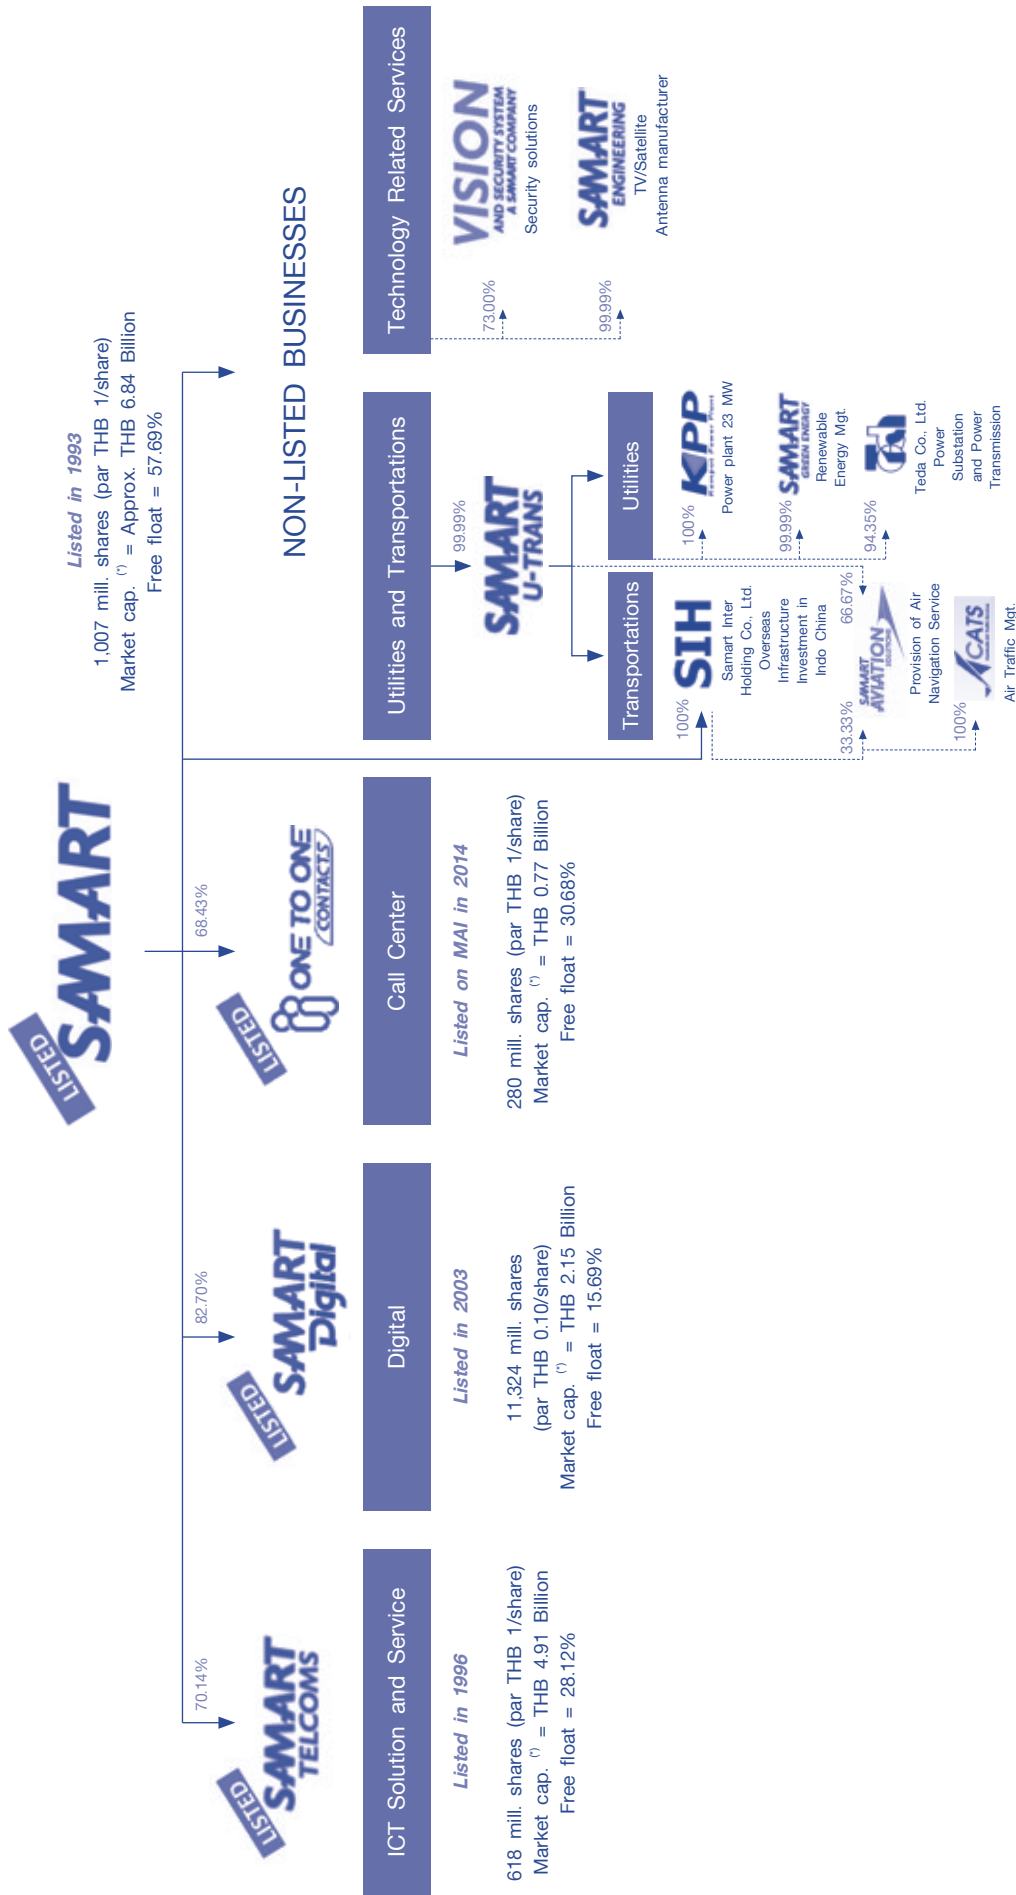 LISTED
SAMART
Listed in 1993
1,007 mill. shares (par THB 1/share)
Market cap. (*) = Approx. THB 6.84 Billion
Free float = 57.69%
70.14%
LISTED
SAMART
TELCOMS
ICT Solution and Service
Listed in 1996
618 mill. shares (par THB 1/share)
Market cap. (*) = THB 4.91 Billion
Free float = 28.12%
82.70%
LISTED
SAMART
Digital
Digital
Listed in 2003
11,324 mill. shares
(par THB 0.10/share)
Market cap. (*) = THB 2.15 Billion
Free float = 15.69%
68.43%
LISTED
ONE TO ONE
CONTACTS
Call Center
Listed on MAI in 2014
280 mill. shares (par THB 1/share)
Market cap. (*) = THB 0.77 Billion
Free float = 30.68%
NON-LISTED BUSINESSES
Utilities and Transportations
99.99%
SAMART
U-TRANS
Transportations
100%
SIH
Samart Inter
Holding Co., Ltd.
Overseas
Infrastructure
Investment in
Indo China
33.33%
66.67%
SAMART
AVIATION
SOLUTIONS
Provision of Air
Navigation Service
100%
CATS
Air Traffic Mgt.
Utilities
100%
KPP
Kampot Power Plant
Power plant 23 MW
99.99%
SAMART
GREEN ENERGY
Renewable
Energy Mgt.
94.35%
Teda Co., Ltd.
Power
Substation
and Power
Transmission
Technology Related Services
73.00%
VISION
AND SECURITY SYSTEM
A SAMART COMPANY
Security solutions
99.99%
SAMART
ENGINEERING
TV/Satellite
Antenna manufacturer